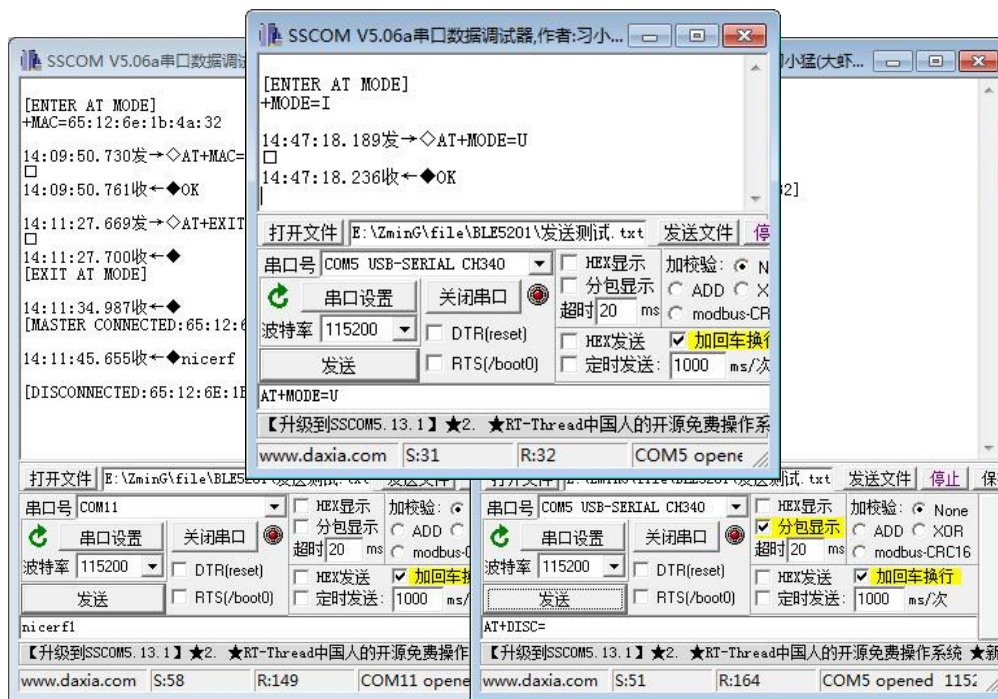 SSCOM V5.06a串口数据调试器,作者:习小...
[ENTER AT MODE]
+MODE=I
14:47:18.189发→◇AT+MODE=U
□
14:47:18.236收←◆OK
打开文件 E:\ZminG\file\BLE5201\发送测试.txt 发送文件 停
串口号 COM5 USB-SERIAL CH340 HEX显示 加校验: N
串口设置 关闭串口 分包显示 ADD X
超时 20 ms modbus-CR
波特率 115200 DTR(reset) HEX发送 加回车换行
发送 RTS(/boot0) 定时发送: 1000 ms/次
AT+MODE=U
【升级到SSCOM5.13.1】★2. ★RT-Thread中国人的开源免费操作系
www.daxia.com S:31 R:32 COM5 opene
SSCOM V5.06a串口数据调试
[ENTER AT MODE]
+MAC=65:12:6e:1b:4a:32
14:09:50.730发→◇AT+MAC=
□
14:09:50.761收←◆OK
14:11:27.669发→◇AT+EXIT
□
14:11:27.700收←◆
[EXIT AT MODE]
14:11:34.987收←◆
[MASTER CONNECTED:65:12:6
14:11:45.655收←◆nicerf
[DISCONNECTED:65:12:6E:1B
打开文件 E:\ZminG\file\BLE5
串口号 COM11 HEX显示 加校验:
串口设置 关闭串口 分包显示 ADD
超时 20 ms modbus-C
波特率 115200 DTR(reset) HEX发送 加回车换
发送 RTS(/boot0) 定时发送: 1000 ms/
nicerf1
【升级到SSCOM5.13.1】★2. ★RT-Thread中国人的开源免费操作
www.daxia.com S:58 R:149 COM11 opene
小猛(大虾...
32]
txt 发送文件 停止 保
串口号 COM5 USB-SERIAL CH340 HEX显示 加校验: None
串口设置 关闭串口 分包显示 ADD XOR
超时 20 ms modbus-CRC16
波特率 115200 DTR(reset) HEX发送 加回车换行
发送 RTS(/boot0) 定时发送: 1000 ms/次
AT+DISC=
【升级到SSCOM5.13.1】★2. ★RT-Thread中国人的开源免费操作系统 ★新
www.daxia.com S:51 R:164 COM5 opened 1152